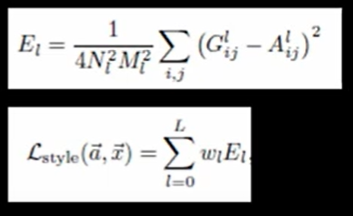 E_l = \frac{1}{4N_l^2 M_l^2} \sum_{i,j} (G_{ij}^l - A_{ij}^l)^2
\mathcal{L}_{style}(\vec{a}, \vec{x}) = \sum_{l=0}^{L} w_l E_l